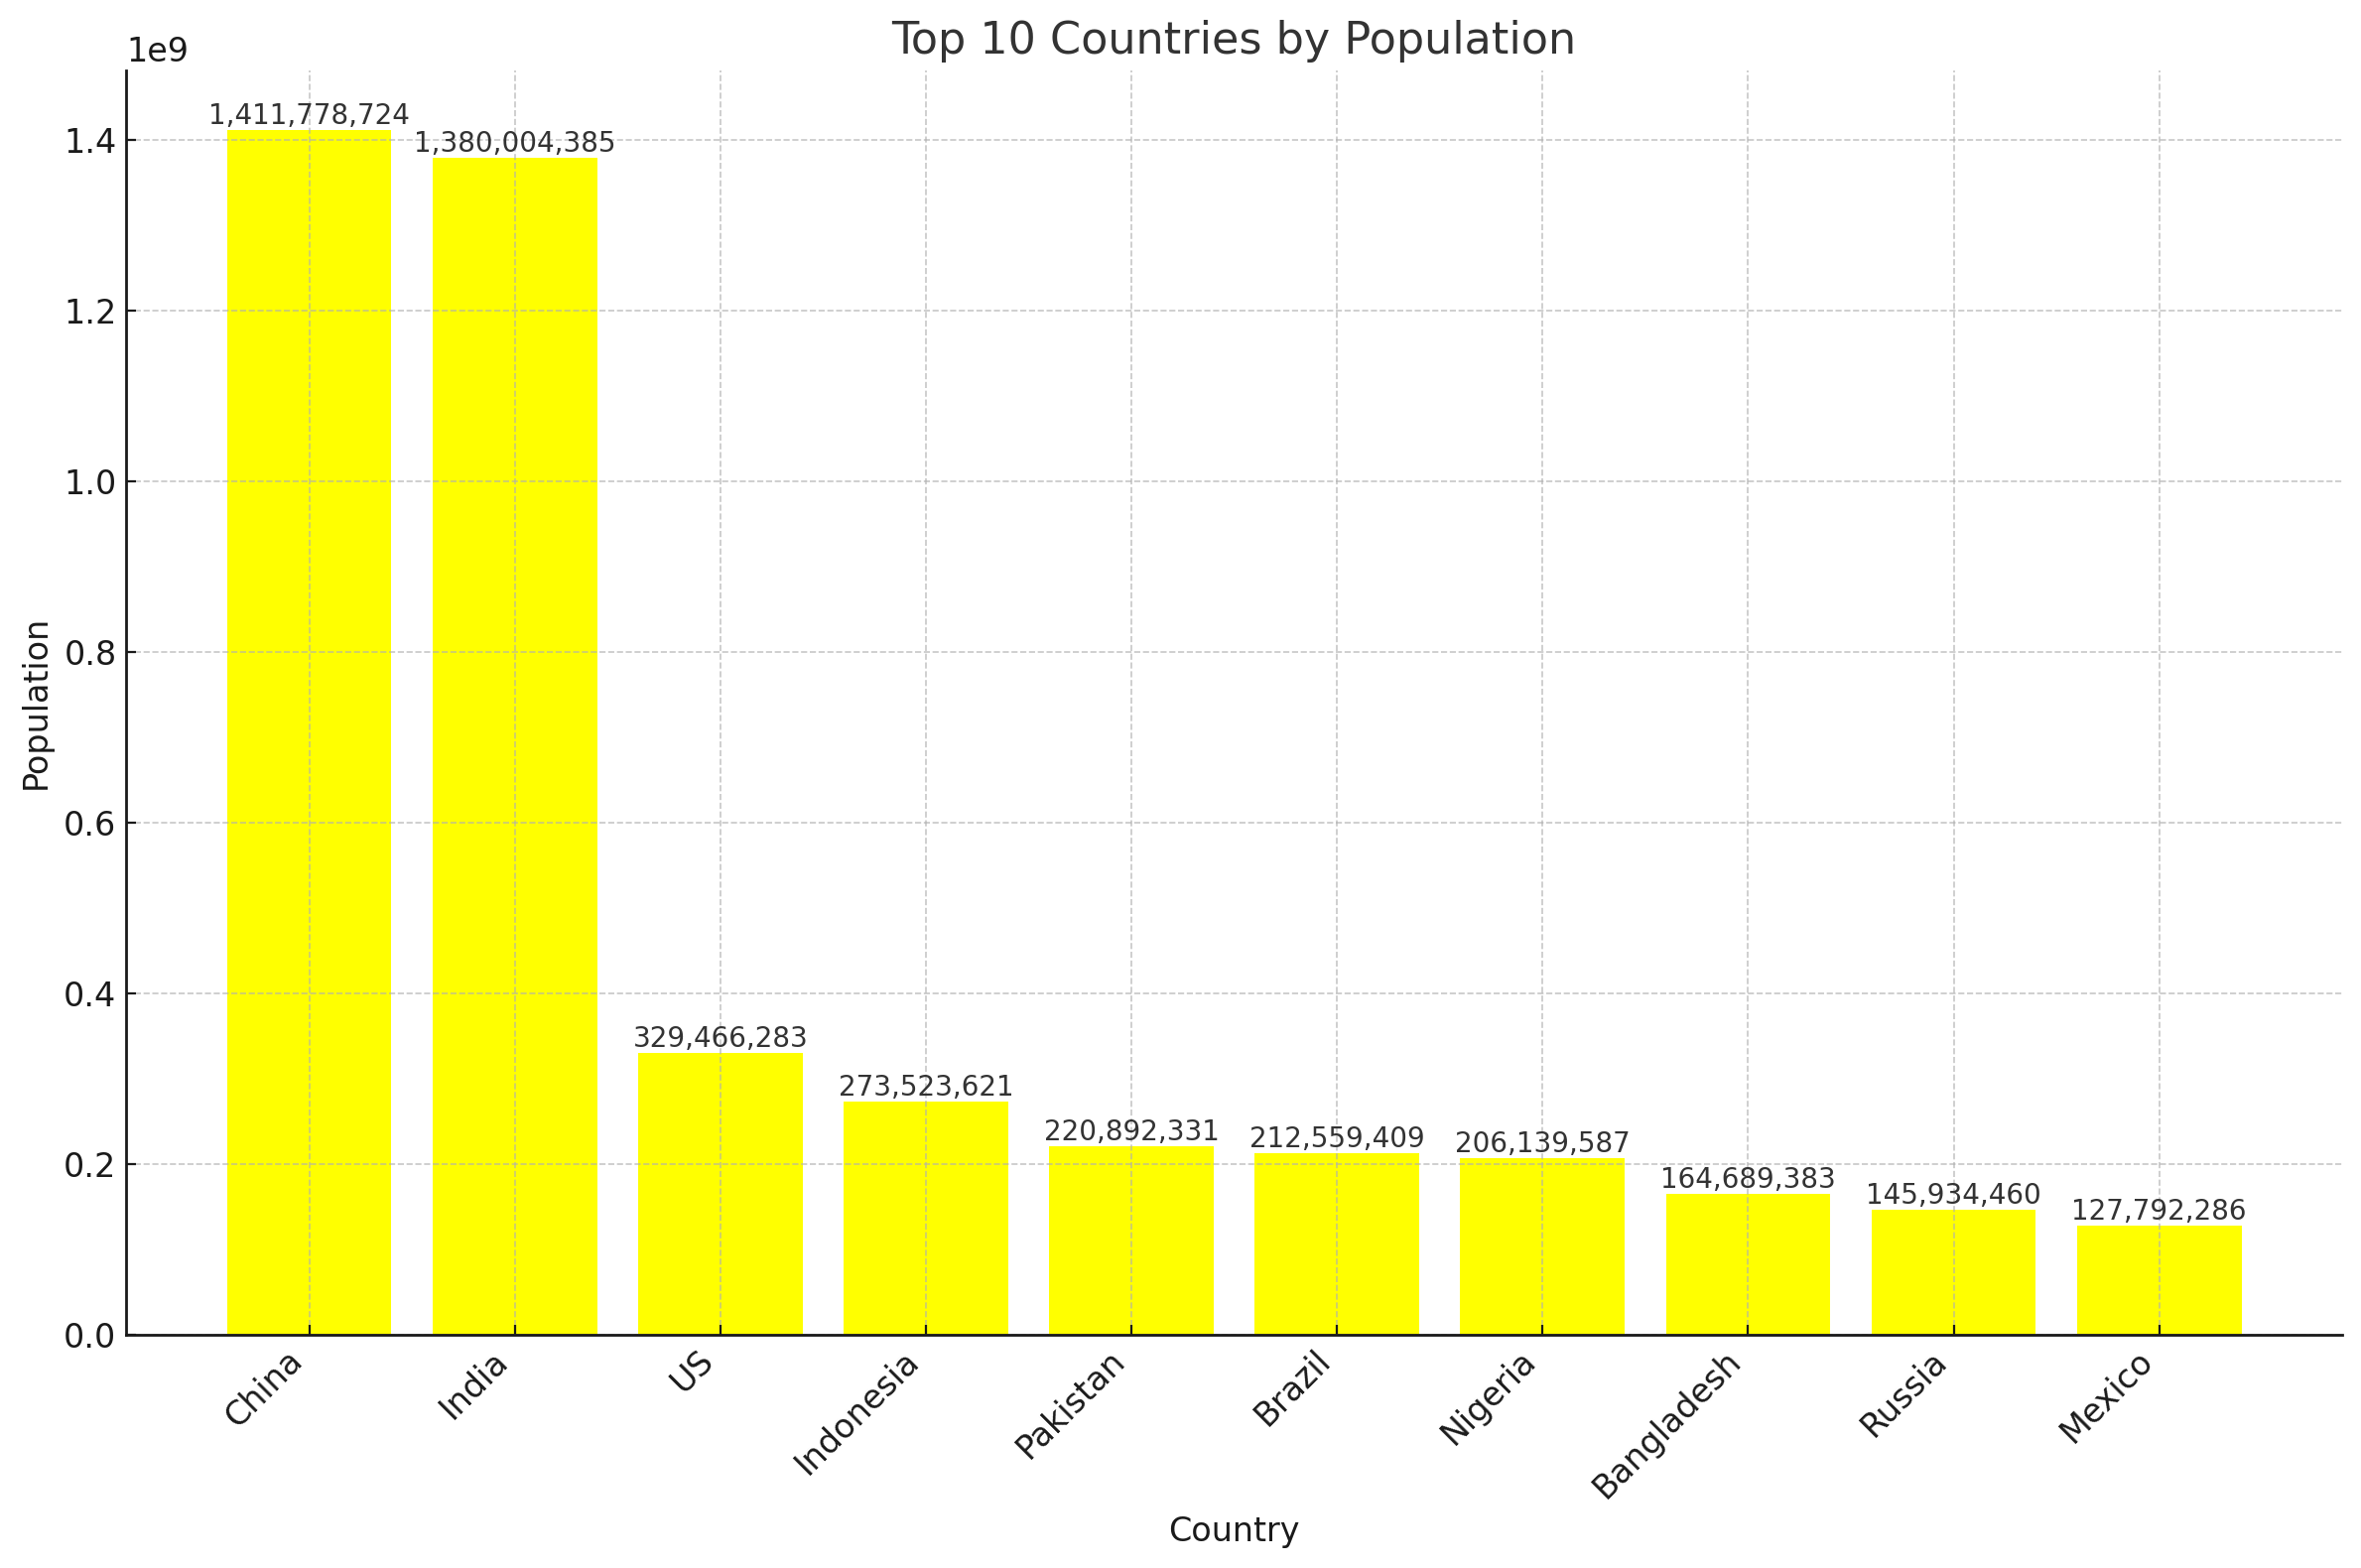 Top 10 Countries by Population
1e9
1,411,778,724
1,380,004,385
329,466,283
273,523,621
220,892,331
212,559,409
206,139,587
164,689,383
145,934,460
127,792,286
1.4
1.2
1.0
0.8
0.6
0.4
0.2
0.0
Population
China
India
US
Indonesia
Pakistan
Brazil
Nigeria
Bangladesh
Russia
Mexico
Country